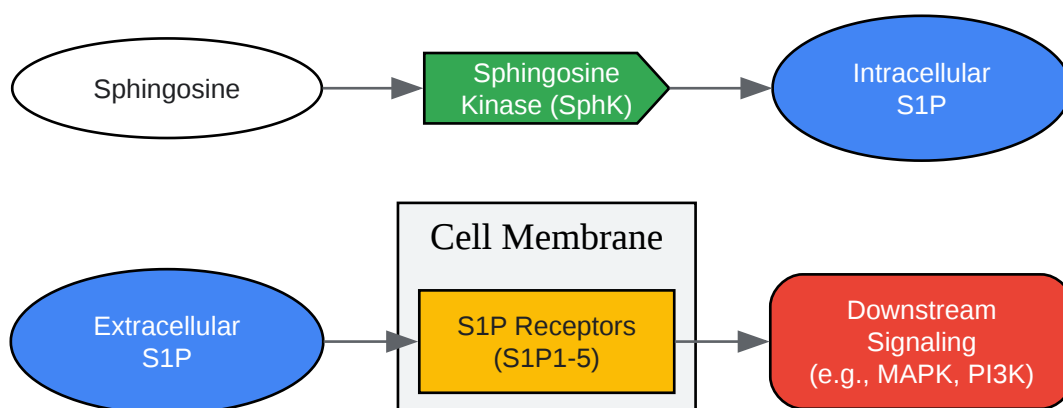 Sphingosine
Sphingosine
Kinase (SphK)
Intracellular
S1P
Cell Membrane
Extracellular
S1P
S1P Receptors
(S1P1-5)
Downstream
Signaling
(e.g., MAPK, PI3K)